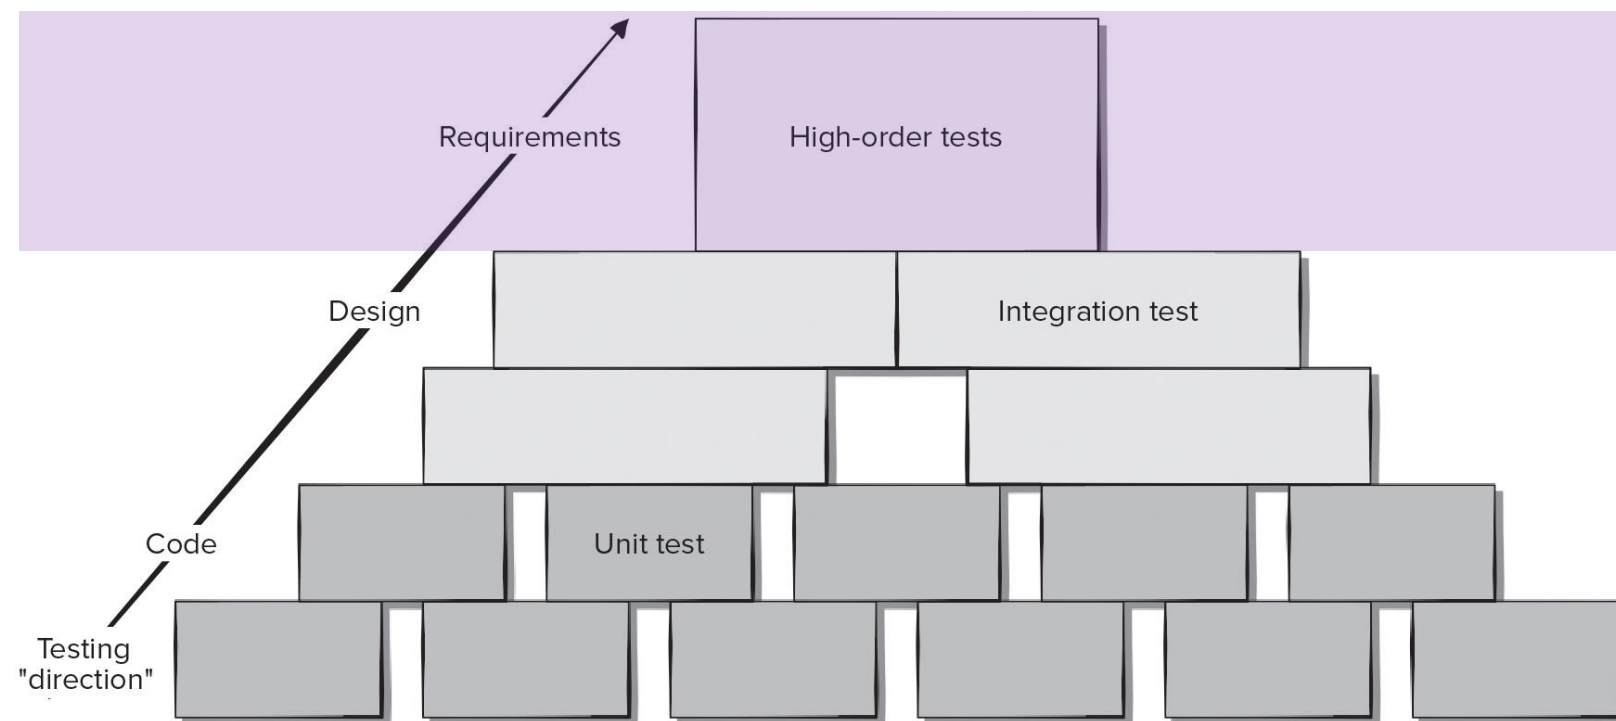 Requirements
High-order tests
Design
Integration test
Code
Unit test
Testing
"direction"